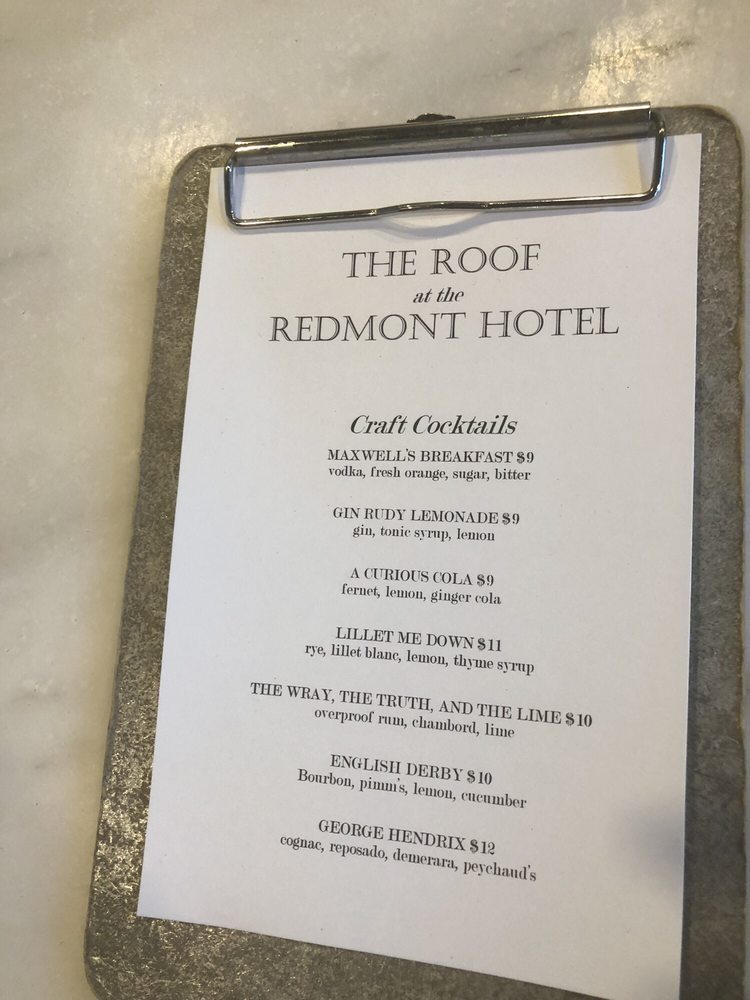 THE ROOF
at the
REDMONT HOTEL
Craft Cocktails
MAXWELL'S BREAKFAST $9
vodka, fresh orange, sugar, bitter
GIN RUDY LEMONADE $9
gin, tonic syrup, lemon
A CURIOUS COLA $9
fernet, lemon, ginger cola
LILLET ME DOWN $11
rye, lillet blanc, lemon, thyme syrup
THE WRAY, THE TRUTH, AND THE LIME $10
overproof rum, chambord, lime
ENGLISH DERBY $10
Bourbon, pimm's, lemon, cucumber
GEORGE HENDRIX $12
cognac, reposado, demerara, peychaud's